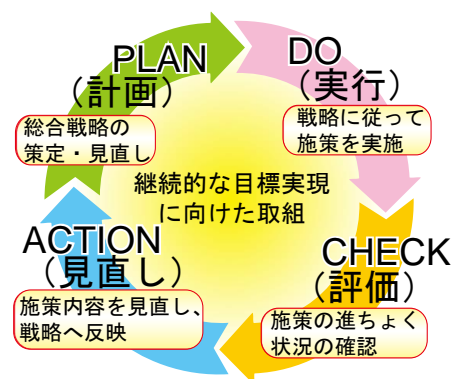 PLAN
（計画）
総合戦略の
策定・見直し
DO
（実行）
戦略に従って
施策を実施
継続的な目標実現
に向けた取組
CHECK
（評価）
施策の進ちょく
状況の確認
ACTION
（見直し）
施策内容を見直し、
戦略へ反映